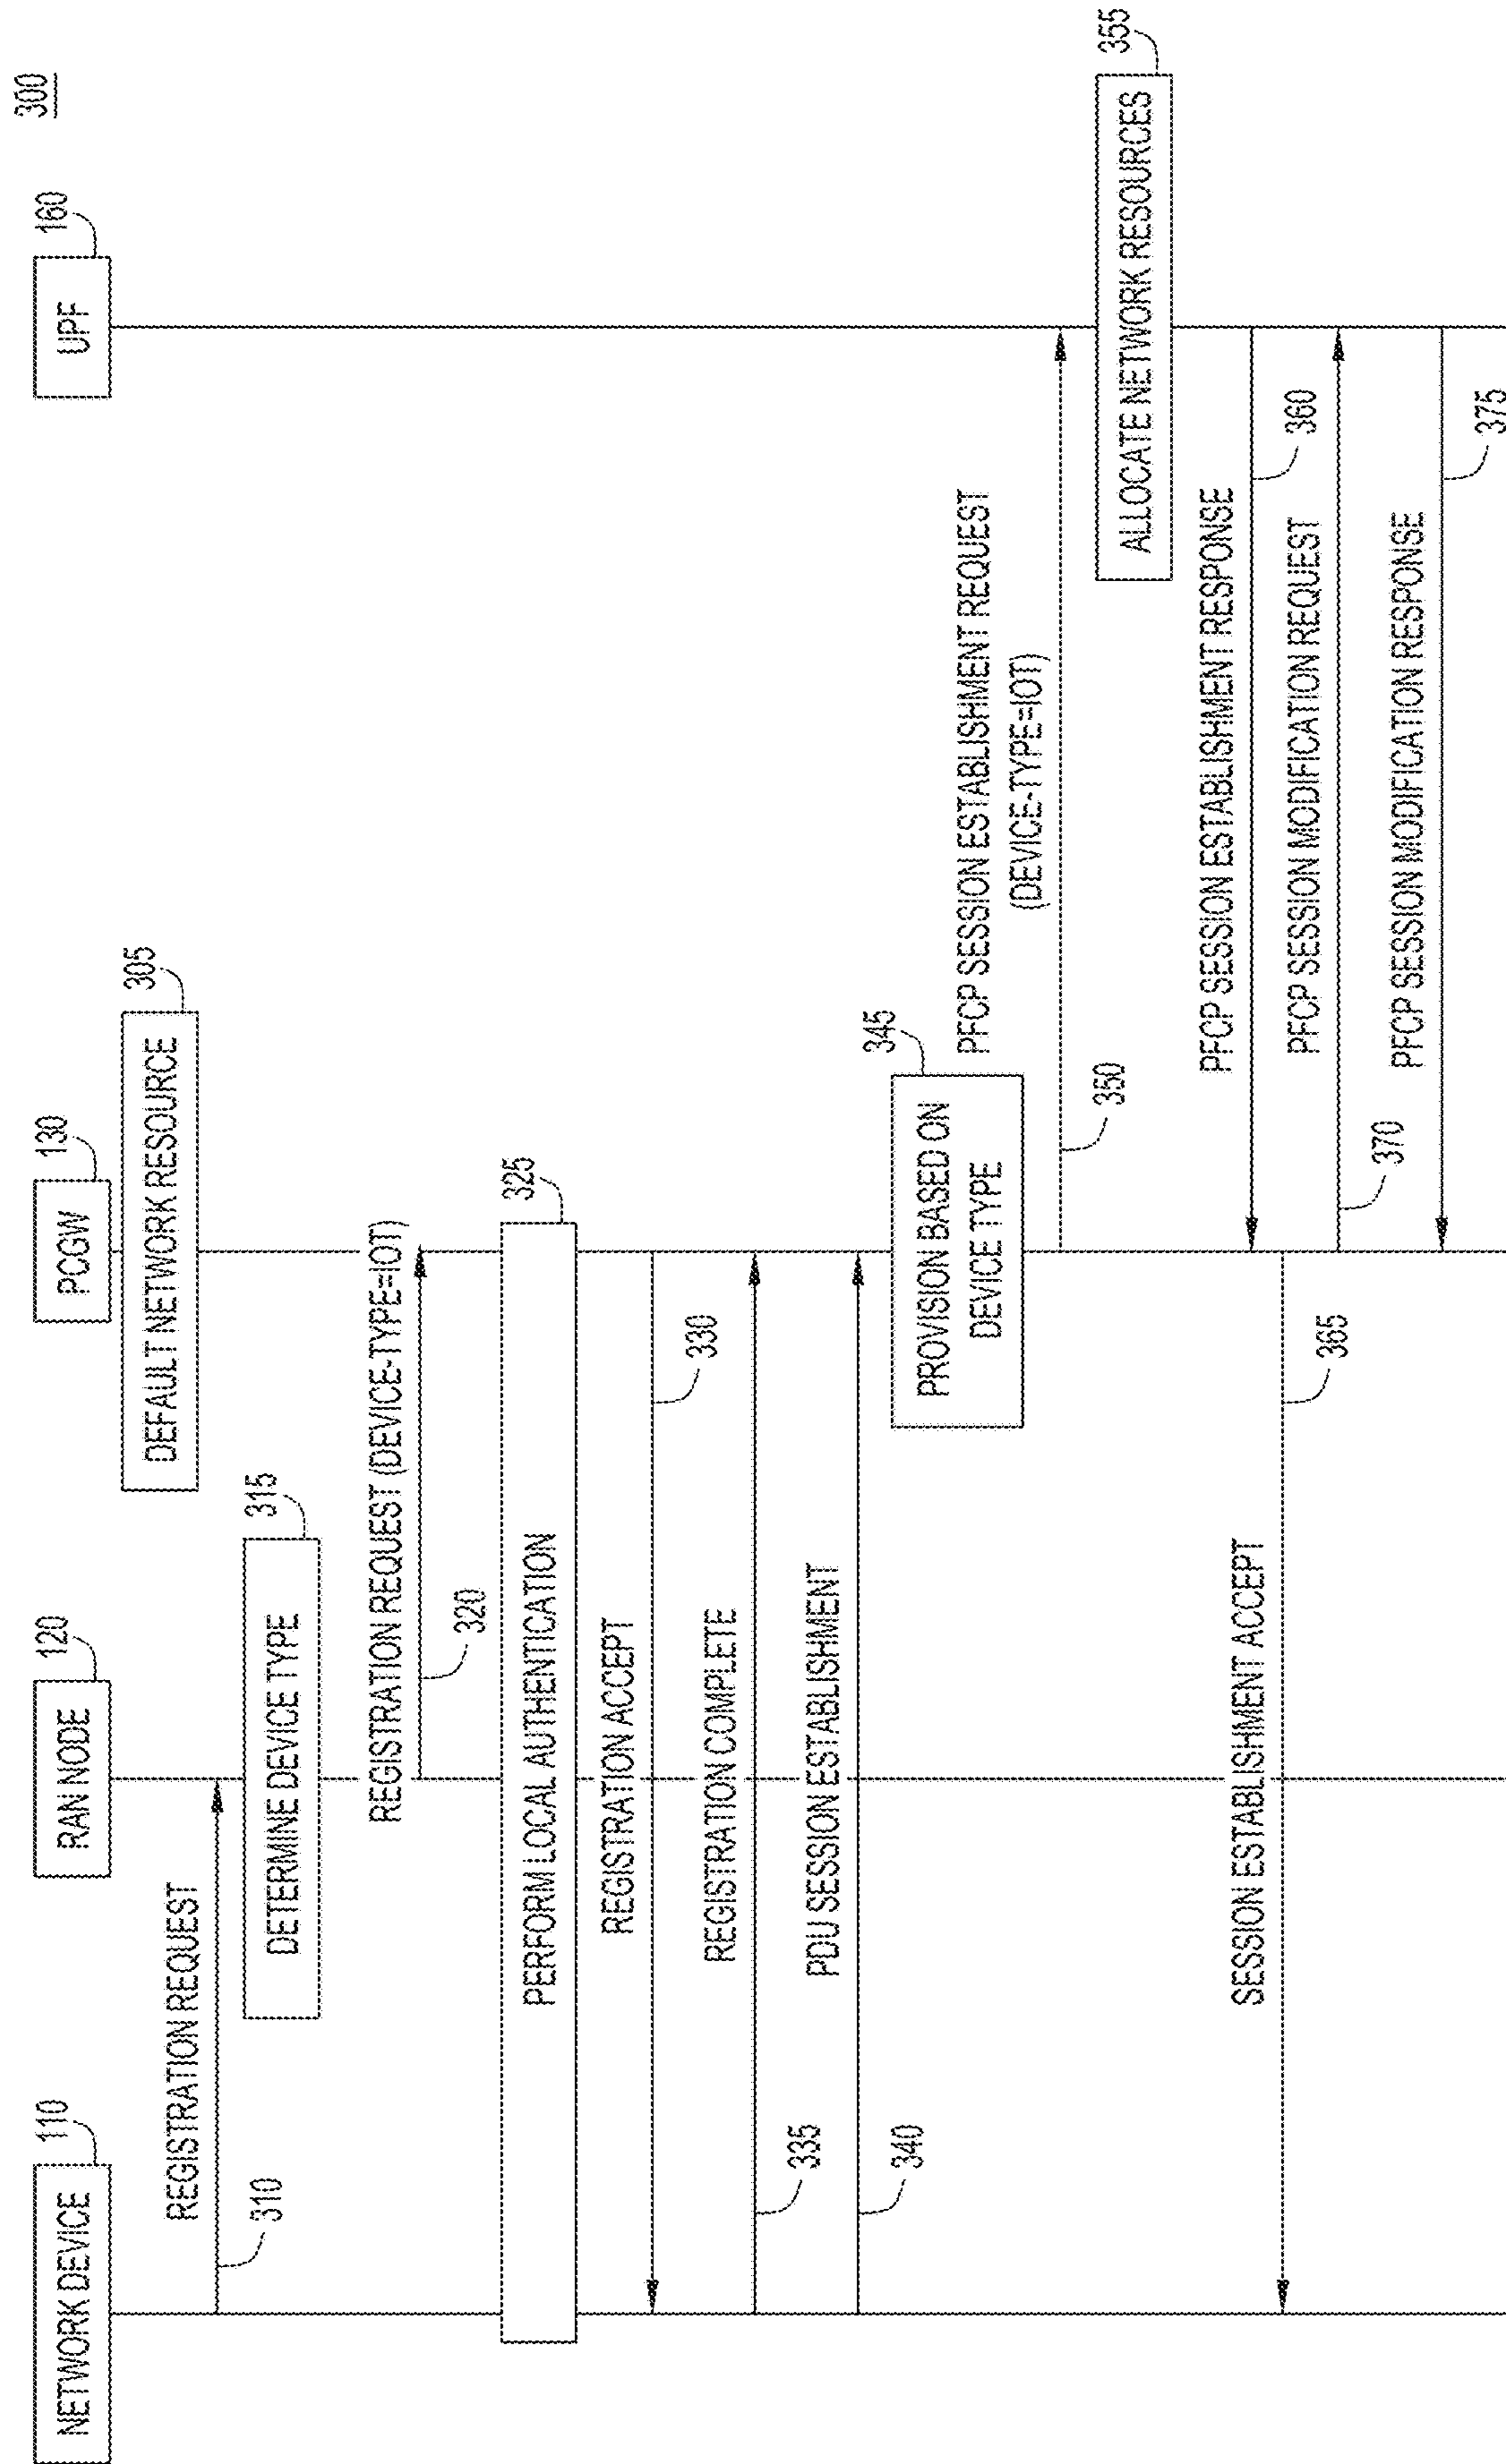 300
NETWORK DEVICE
110
RAN NODE
120
PCGW
130
UPF
160
DEFAULT NETWORK RESOURCE
305
REGISTRATION REQUEST
310
DETERMINE DEVICE TYPE
315
REGISTRATION REQUEST (DEVICE-TYPE=IOT)
320
PERFORM LOCAL AUTHENTICATION
325
REGISTRATION ACCEPT
330
REGISTRATION COMPLETE
335
PDU SESSION ESTABLISHMENT
340
PROVISION BASED ON
DEVICE TYPE
345
PFCP SESSION ESTABLISHMENT REQUEST
(DEVICE-TYPE=IOT)
350
ALLOCATE NETWORK RESOURCES
355
PFCP SESSION ESTABLISHMENT RESPONSE
360
SESSION ESTABLISHMENT ACCEPT
365
PFCP SESSION MODIFICATION REQUEST
370
PFCP SESSION MODIFICATION RESPONSE
375